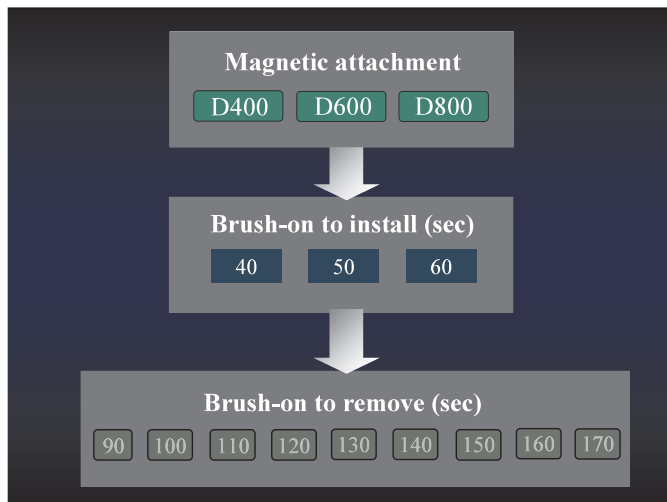 Magnetic attachment
D400 D600 D800
Brush-on to install (sec)
40 50 60
Brush-on to remove (sec)
90 100 110 120 130 140 150 160 170